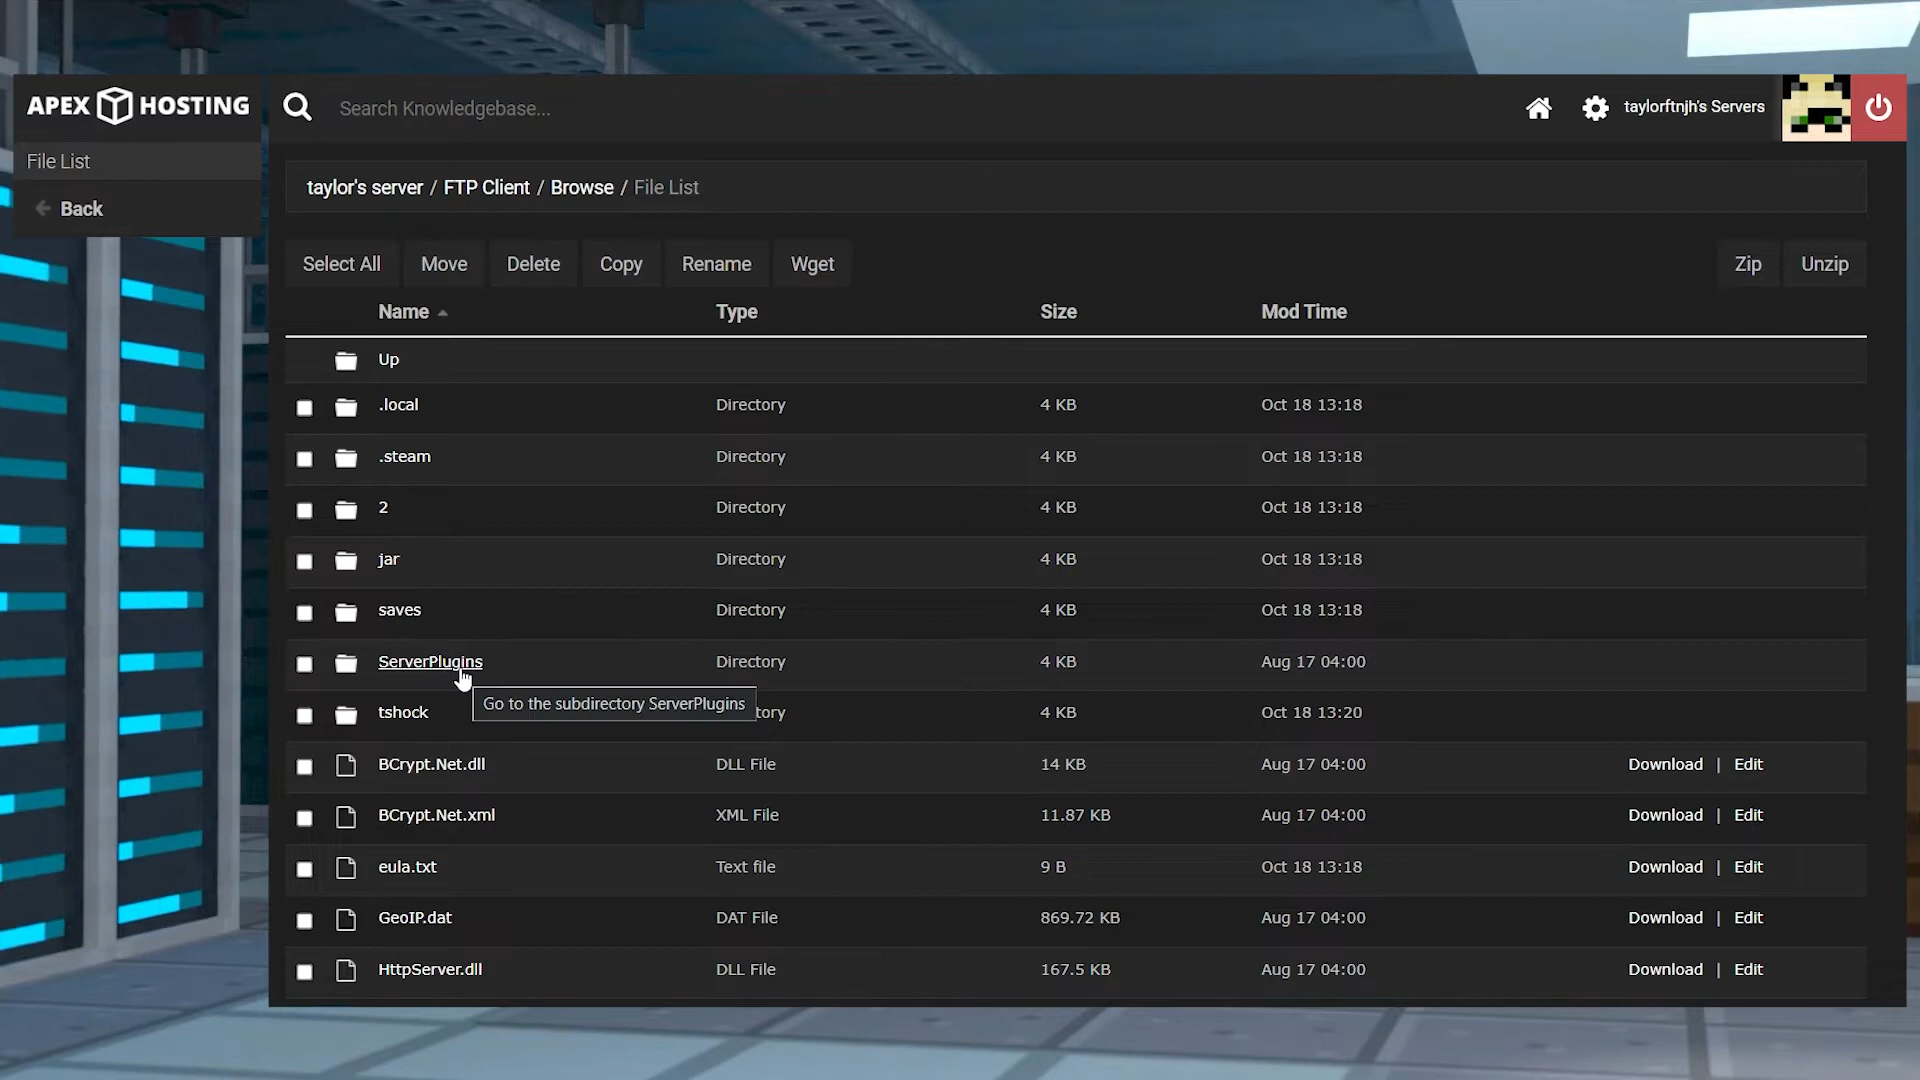 APEX HOSTING
Search Knowledgebase...
taylorftnjh's Servers
File List
Back
taylor's server / FTP Client / Browse / File List
Select All Move Delete Copy Rename Wget Zip Unzip
Name Type Size Mod Time
Up
.local Directory 4 KB Oct 18 13:18
.steam Directory 4 KB Oct 18 13:18
2 Directory 4 KB Oct 18 13:18
jar Directory 4 KB Oct 18 13:18
saves Directory 4 KB Oct 18 13:18
ServerPlugins Directory 4 KB Aug 17 04:00
Go to the subdirectory ServerPlugins
tshock tory 4 KB Oct 18 13:20
BCrypt.Net.dll DLL File 14 KB Aug 17 04:00 Download | Edit
BCrypt.Net.xml XML File 11.87 KB Aug 17 04:00 Download | Edit
eula.txt Text file 9 B Oct 18 13:18 Download | Edit
GeoIP.dat DAT File 869.72 KB Aug 17 04:00 Download | Edit
HttpServer.dll DLL File 167.5 KB Aug 17 04:00 Download | Edit